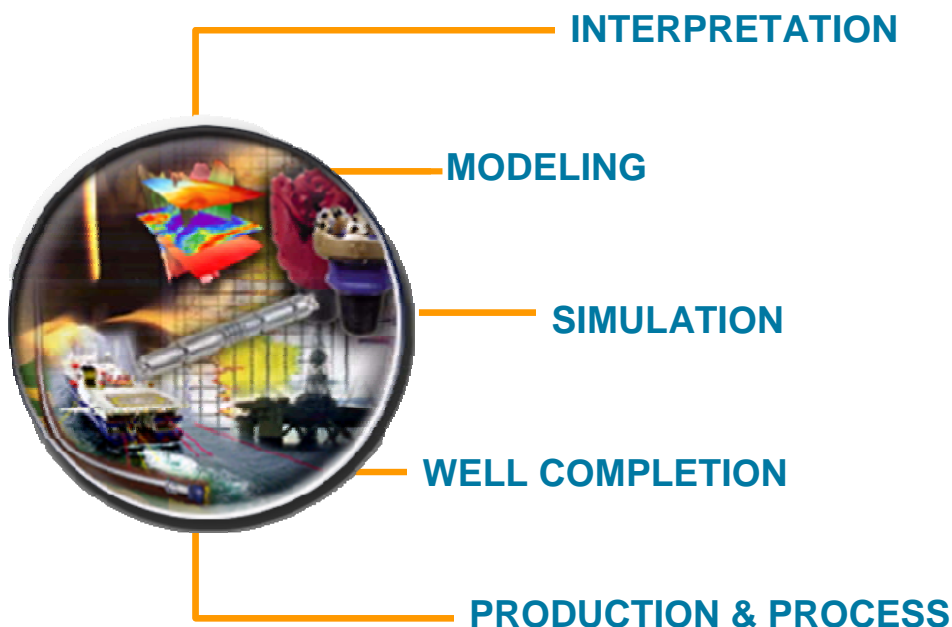 INTERPRETATION
MODELING
SIMULATION
WELL COMPLETION
PRODUCTION & PROCESS